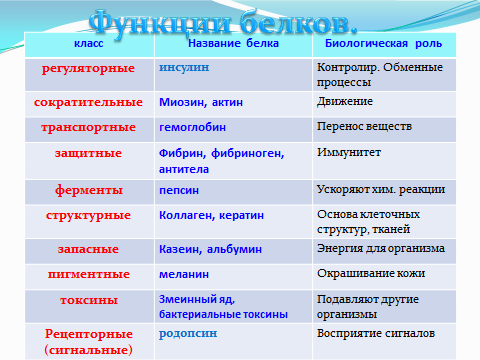 Функции белков.
класс Название белка Биологическая роль
регуляторные инсулин Контролир. Обменные
процессы
сократительные Миозин, актин Движение
транспортные гемоглобин Перенос веществ
защитные Фибрин, фибриноген, Иммунитет
антитела
ферменты пепсин Ускоряют хим. реакции
структурные Коллаген, кератин Основа клеточных
структур, тканей
запасные Казеин, альбумин Энергия для организма
пигментные меланин Окрашивание кожи
токсины Змеинный яд, Подавляют другие
бактериальные токсины организмы
Рецепторные родопсин Восприятие сигналов
(сигнальные)